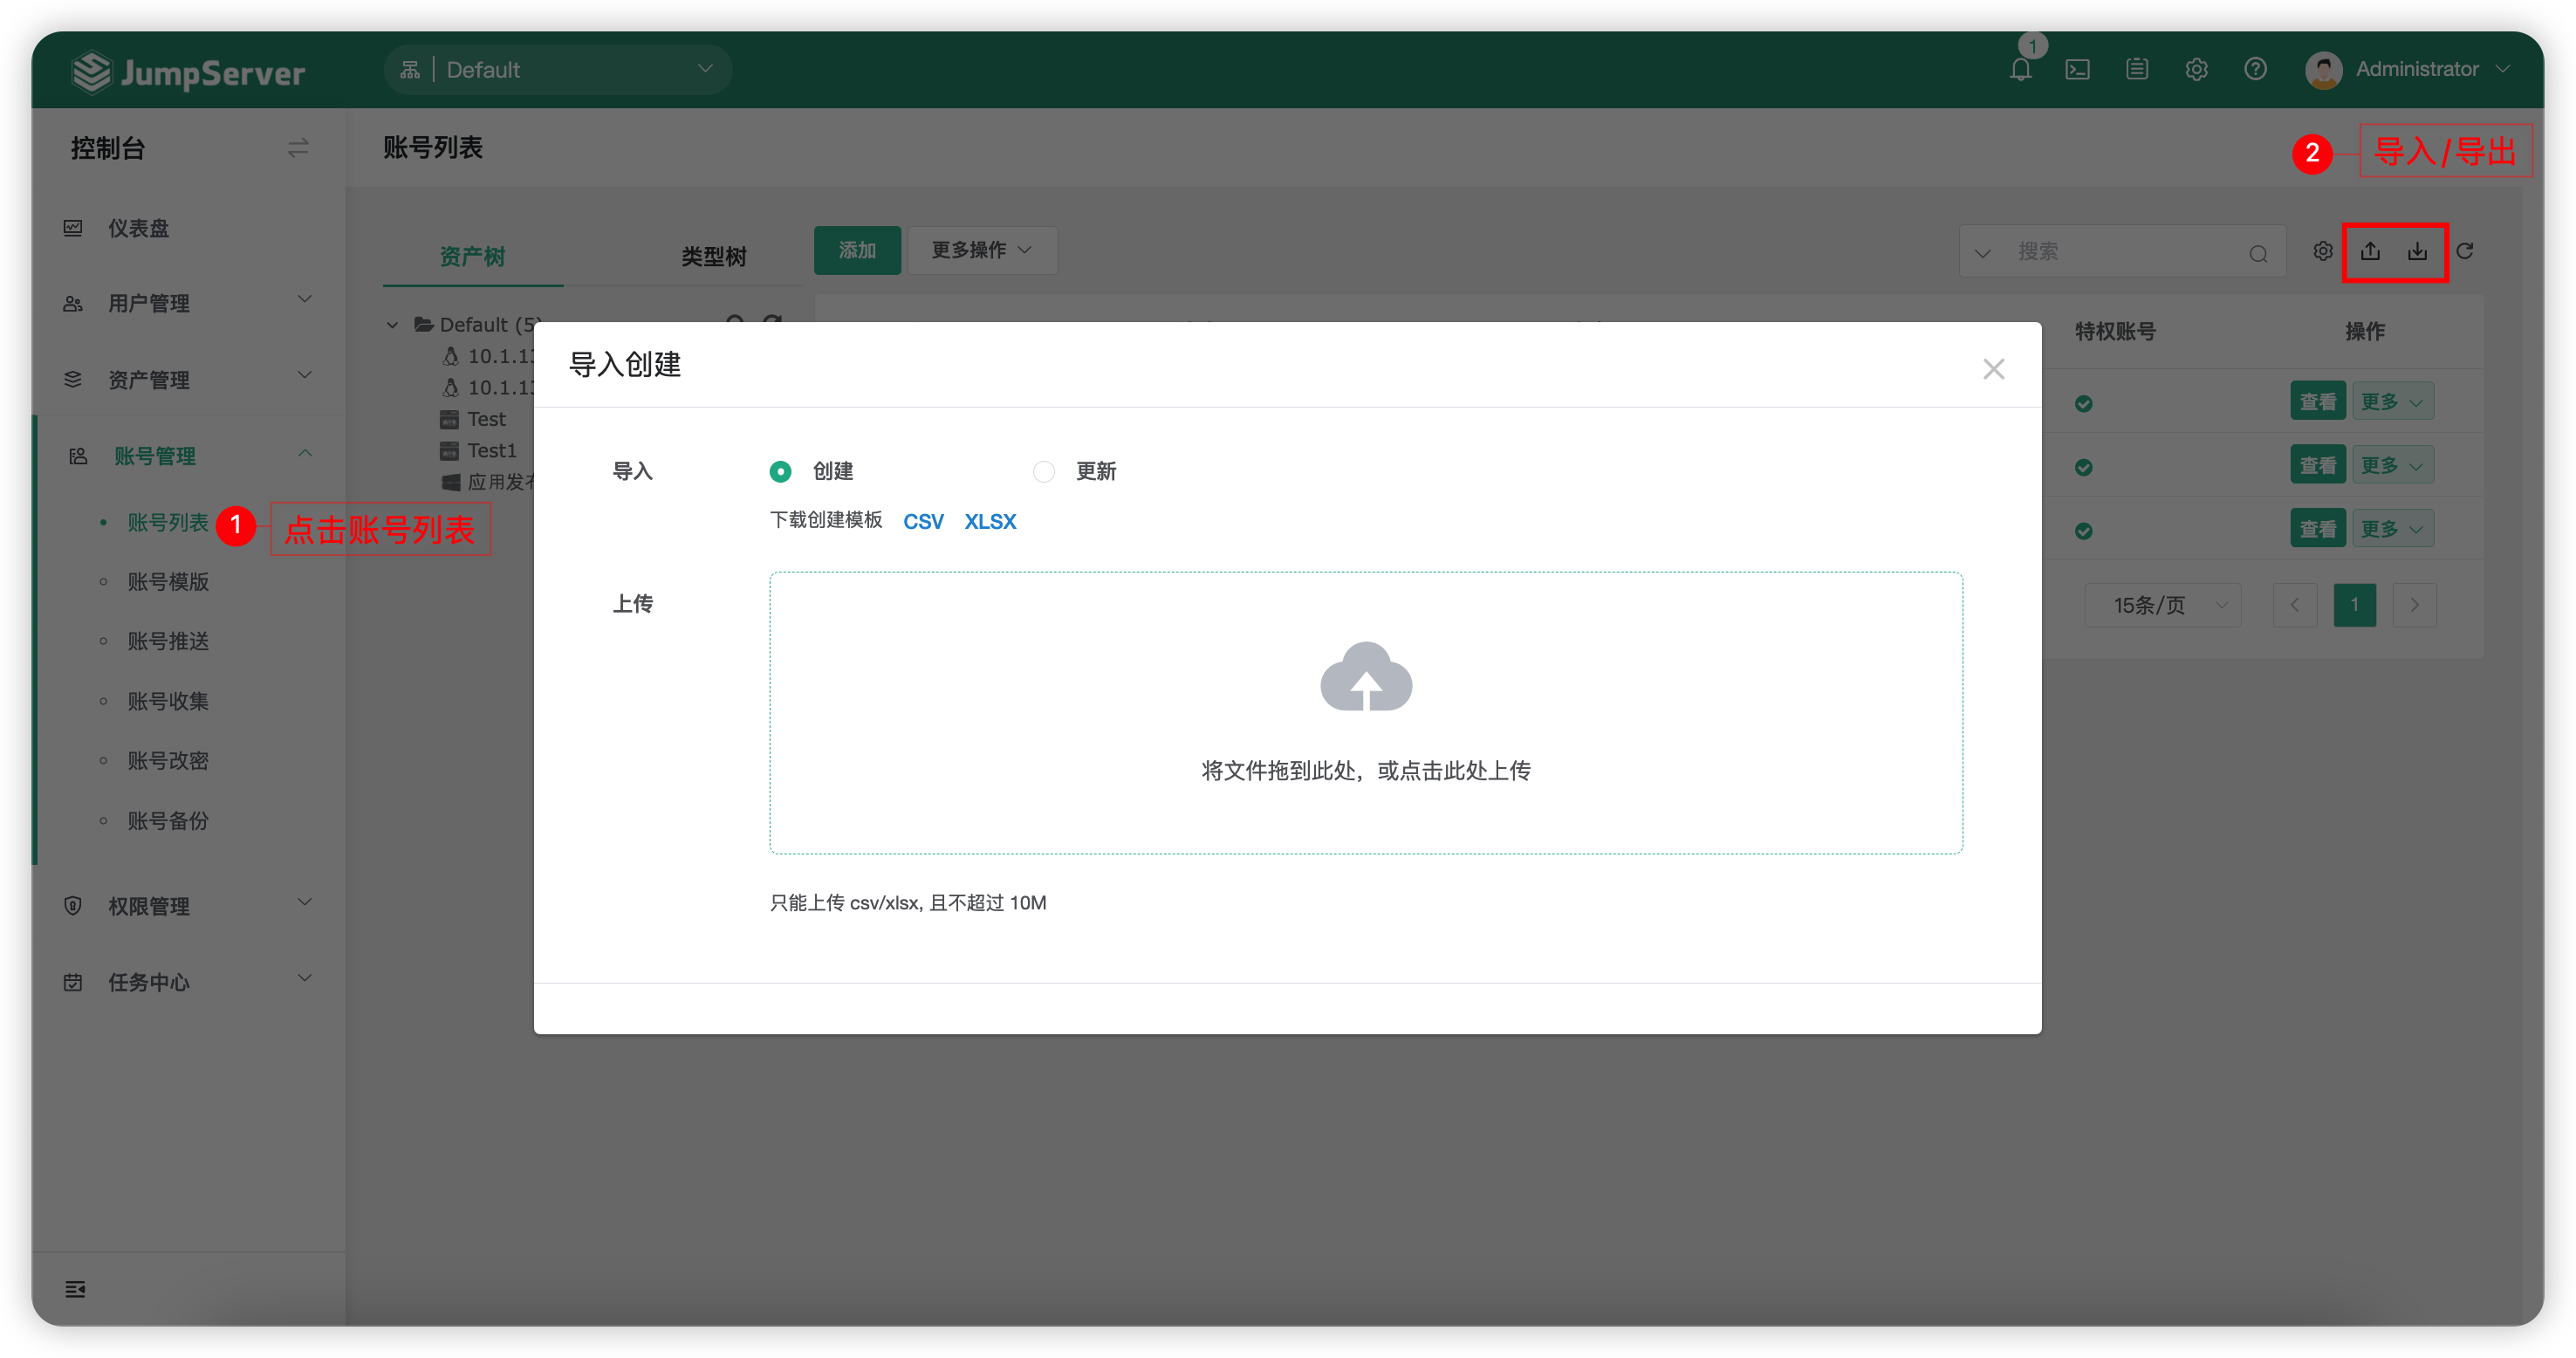 JumpServer
Default
1
Administrator
控制台
账号列表
2
导入/导出
仪表盘
用户管理
资产管理
账号管理
账号列表
1
点击账号列表
账号模版
账号推送
账号收集
账号改密
账号备份
权限管理
任务中心
资产树
类型树
添加
更多操作
搜索
Default (5)
10.1.13
10.1.13
Test
Test1
应用发布
特权账号
操作
查看
更多
查看
更多
查看
更多
15条/页
1
导入创建
导入
创建
更新
下载创建模板 CSV XLSX
上传
将文件拖到此处，或点击此处上传
只能上传 csv/xlsx, 且不超过 10M